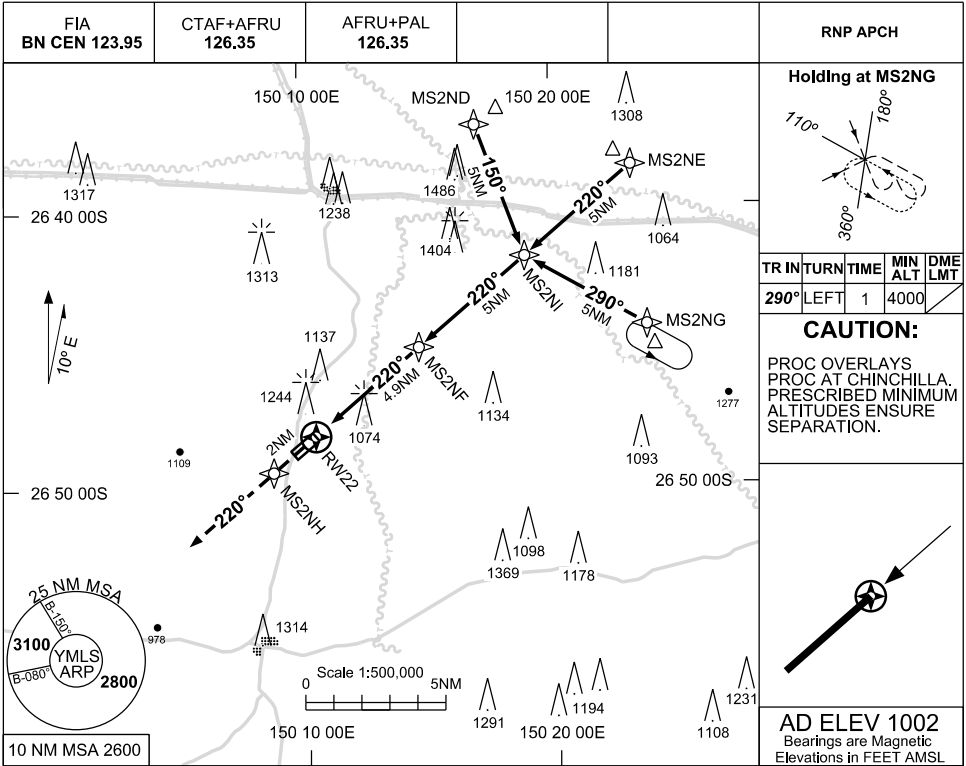 FIA
BN CEN 123.95
CTAF+AFRU
126.35
AFRU+PAL
126.35
RNP APCH
150 10 00E
150 20 00E
MS2ND
MS2NE
1308
150°
5NM
220°
5NM
1317
1238
1486
1404
1064
26 40 00S
1313
1181
MS2NI
220°
5NM
290°
5NM
MS2NG
10° E
1137
1244
220°
4.9NM
MS2NF
1074
1134
1277
1093
1109
2NM
RW22
MS2NH
220°
26 50 00S
26 50 00S
1098
1369
1178
25 NM MSA
B-150°
3100
YMLS
ARP
B-080°
2800
978
1314
Scale 1:500,000
0
5NM
1291
1194
1231
1108
10 NM MSA 2600
150 10 00E
150 20 00E
Holding at MS2NG
110°
180°
360°
TR IN TURN TIME MIN ALT DME LMT
290° LEFT 1 4000
CAUTION:
PROC OVERLAYS
PROC AT CHINCHILLA.
PRESCRIBED MINIMUM
ALTITUDES ENSURE
SEPARATION.
AD ELEV 1002
Bearings are Magnetic
Elevations in FEET AMSL